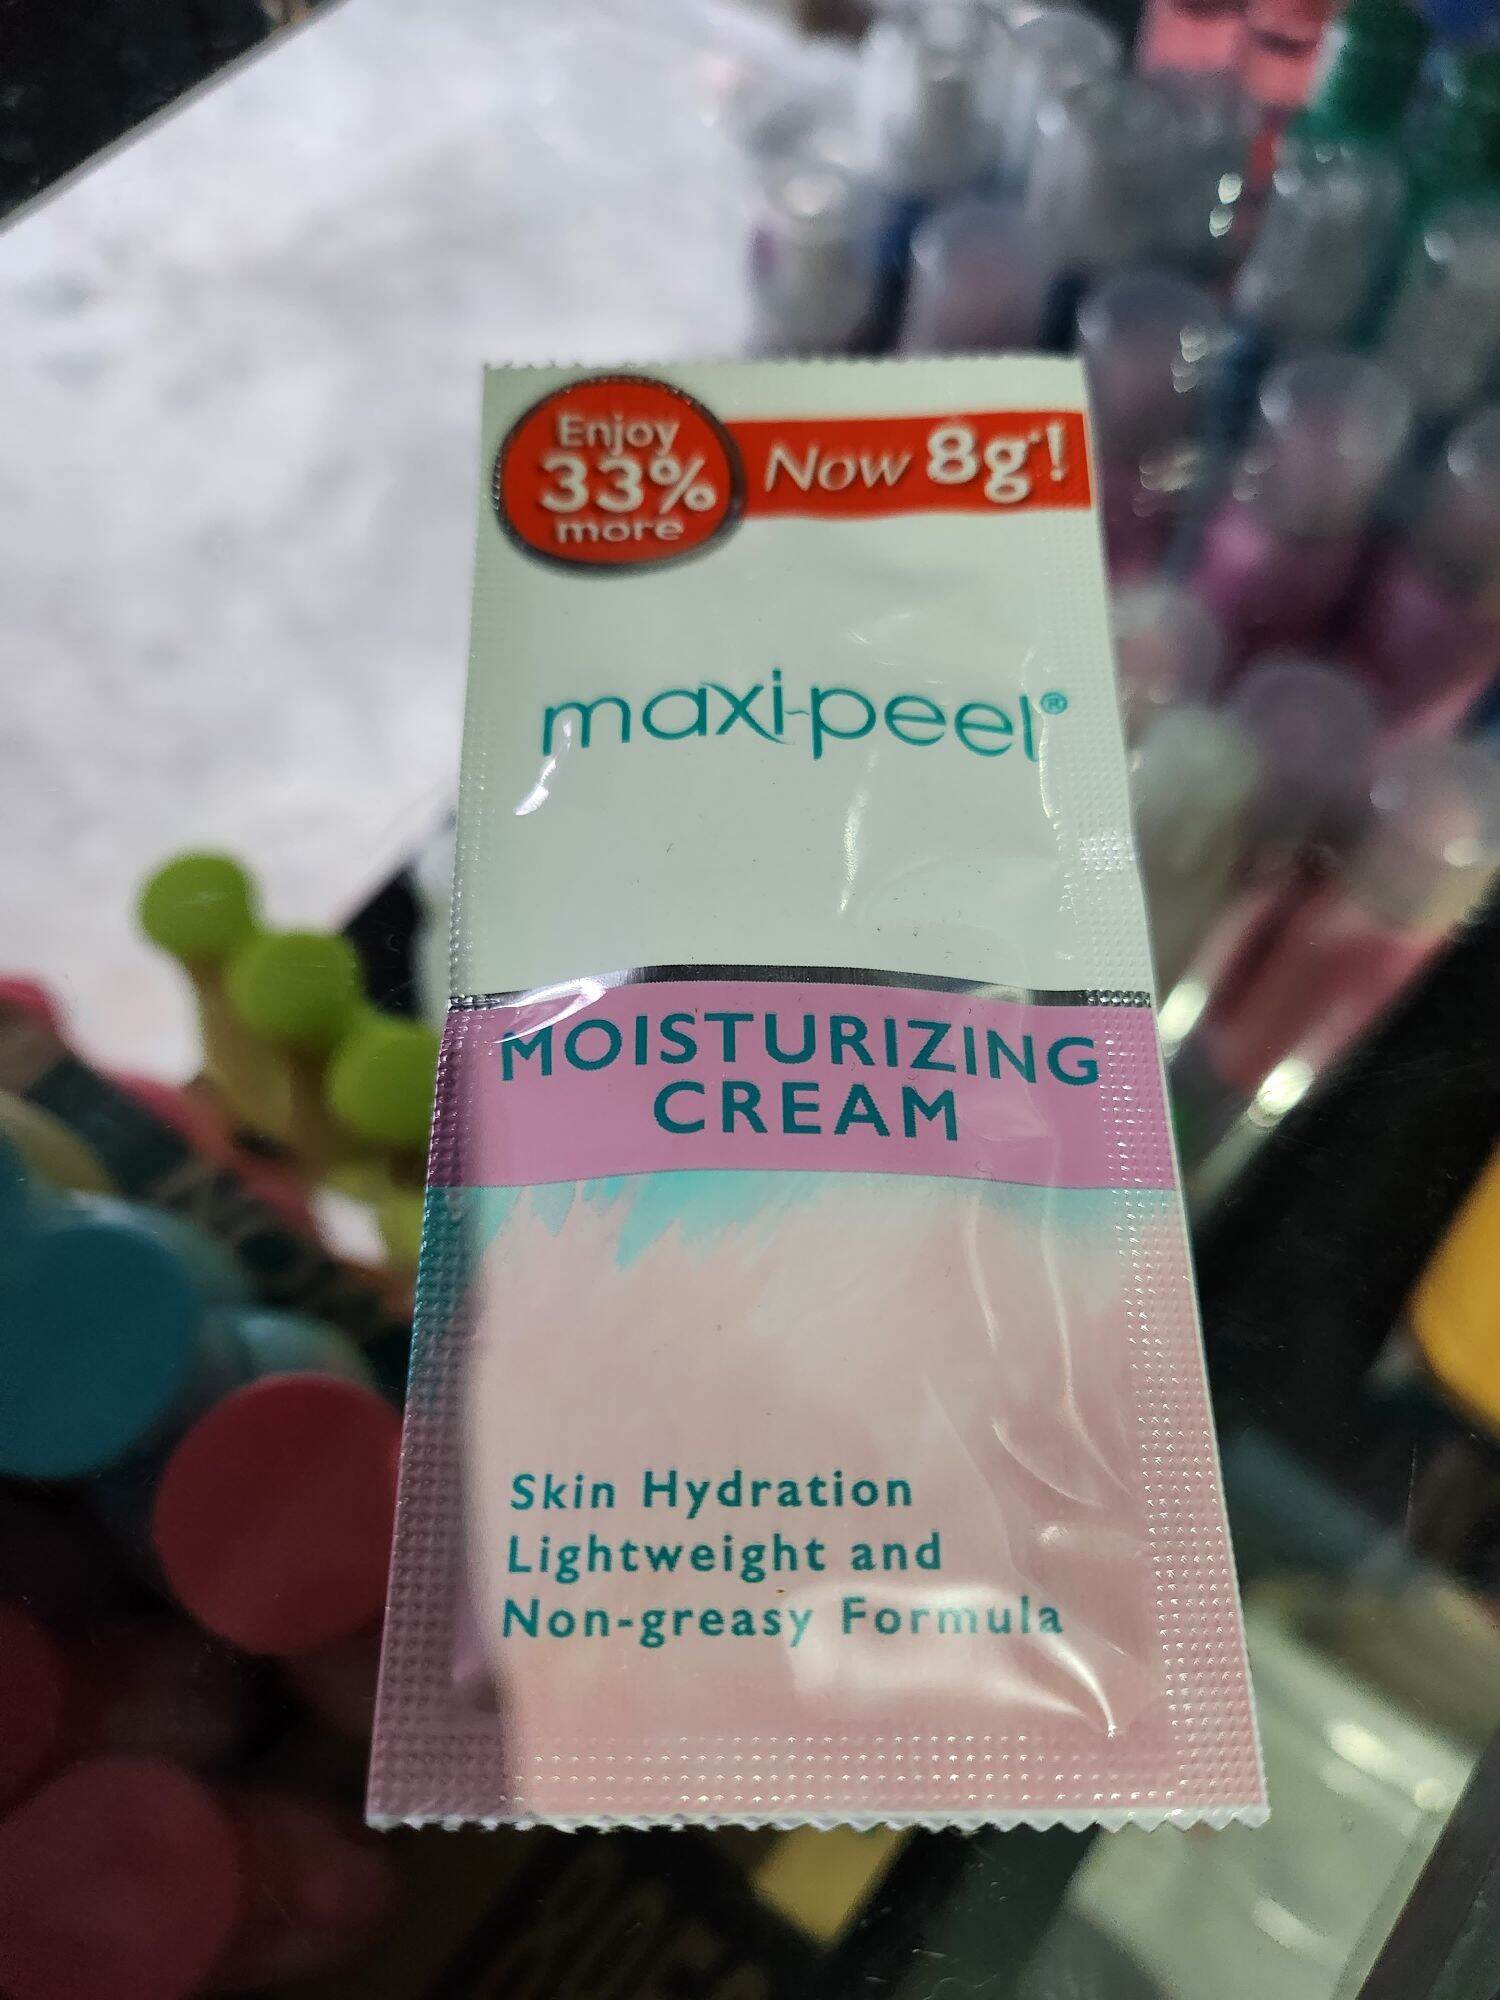 Enjoy
33%
more
Now 8g*!
maxi-peel®
MOISTURIZING
CREAM
Skin Hydration
Lightweight and
Non-greasy Formula